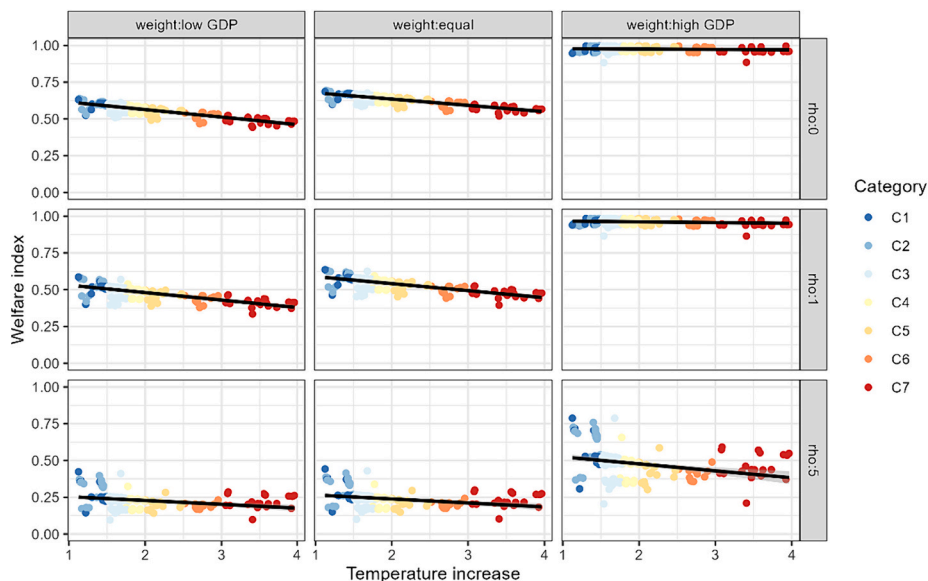 weight:low GDP weight:equal weight:high GDP
1.00
0.75
0.50
0.25
0.00
rho:0
1.00
0.75
0.50
0.25
0.00
rho:1
1.00
0.75
0.50
0.25
0.00
rho:5
Welfare index
1 2 3 4 1 2 3 4 1 2 3 4
Temperature increase
Category
C1
C2
C3
C4
C5
C6
C7